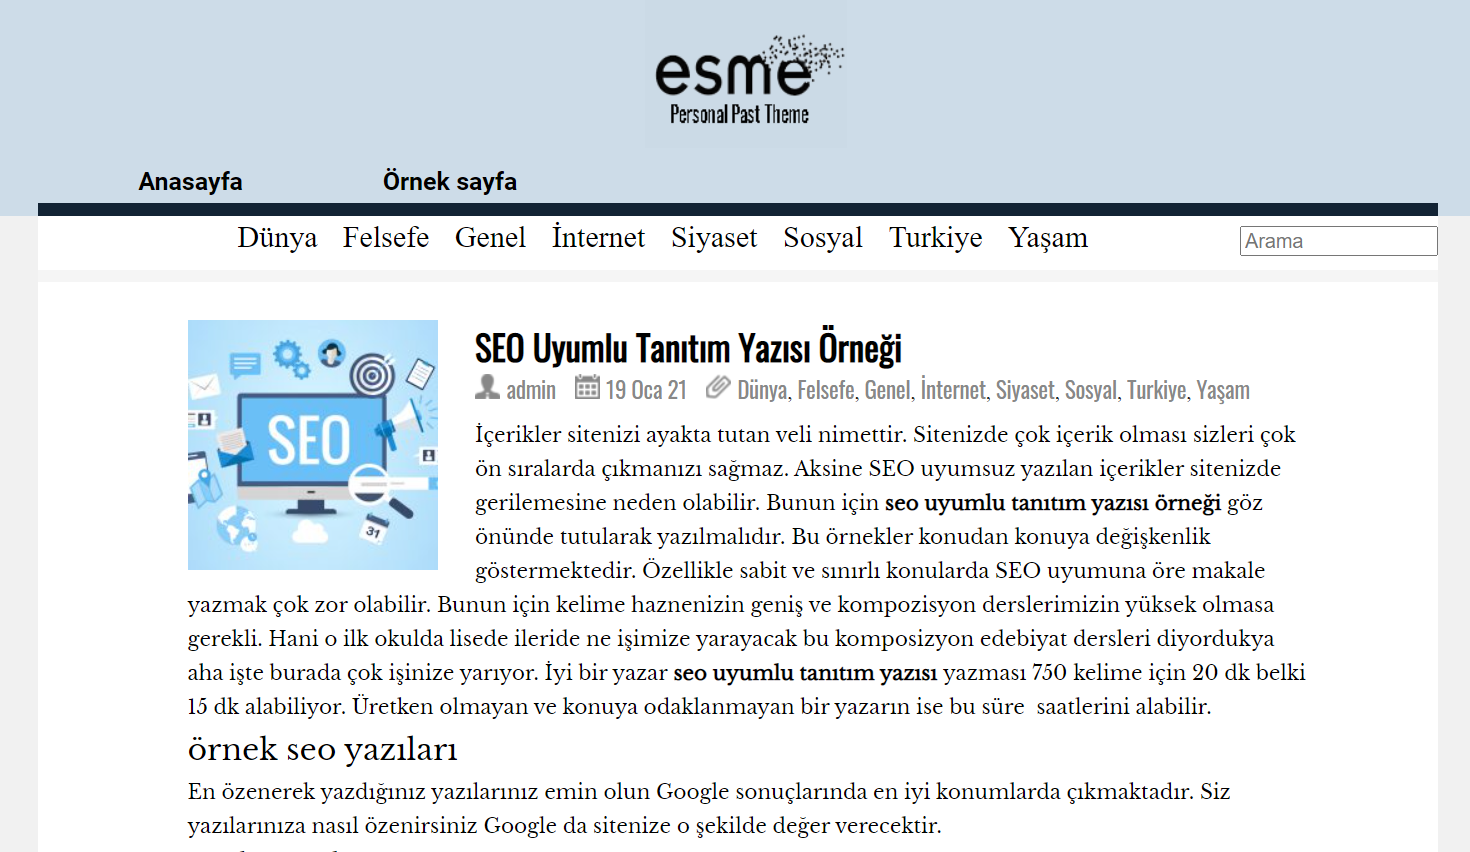 esme
Personal Past Theme
Anasayfa Örnek sayfa
Dünya Felsefe Genel İnternet Siyaset Sosyal Turkiye Yaşam
Arama
SEO
31
SEO Uyumlu Tanıtım Yazısı Örneği
admin 19 Oca 21 Dünya, Felsefe, Genel, İnternet, Siyaset, Sosyal, Turkiye, Yaşam
İçerikler sitenizi ayakta tutan veli nimettir. Sitenizde çok içerik olması sizleri çok
ön sıralarda çıkmanızı sağmaz. Aksine SEO uyumsuz yazılan içerikler sitenizde
gerilemesine neden olabilir. Bunun için seo uyumlu tanıtım yazısı örneği göz
önünde tutularak yazılmalıdır. Bu örnekler konudan konuya değişkenlik
göstermektedir. Özellikle sabit ve sınırlı konularda SEO uyumuna öre makale
yazmak çok zor olabilir. Bunun için kelime haznenizin geniş ve kompozisyon derslerimizin yüksek olmasa
gerekli. Hani o ilk okulda lisede ileride ne işimize yarayacak bu komposizyon edebiyat dersleri diyordukya
aha işte burada çok işinize yarıyor. İyi bir yazar seo uyumlu tanıtım yazısı yazması 750 kelime için 20 dk belki
15 dk alabiliyor. Üretken olmayan ve konuya odaklanmayan bir yazarın ise bu süre saatlerini alabilir.
örnek seo yazıları
En özenerek yazdığınız yazılarınız emin olun Google sonuçlarında en iyi konumlarda çıkmaktadır. Siz
yazılarınıza nasıl özenirsiniz Google da sitenize o şekilde değer verecektir.